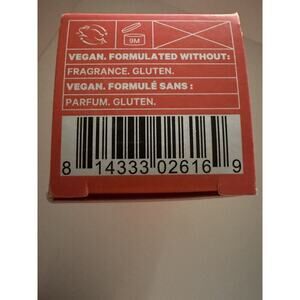 9M
VEGAN. FORMULATED WITHOUT:
FRAGRANCE. GLUTEN.
VEGAN. FORMULÉ SANS :
PARFUM. GLUTEN.
8 14333 02616 9